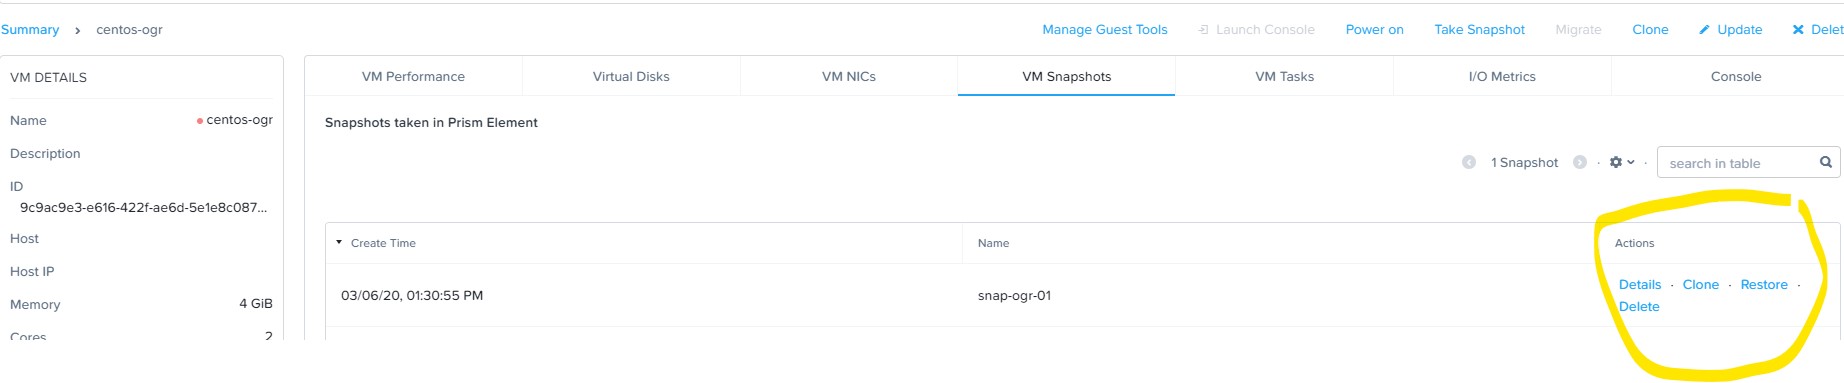 Summary > centos-ogr
Manage Guest Tools Launch Console Power on Take Snapshot Migrate Clone Update Delet
VM DETAILS
Name centos-ogr
Description
ID
9c9ac9e3-e616-422f-ae6d-5e1e8c087...
Host
Host IP
Memory 4 GiB
Cores 2
VM Performance Virtual Disks VM NICs VM Snapshots VM Tasks I/O Metrics Console
Snapshots taken in Prism Element
1 Snapshot · · search in table
Create Time Name Actions
03/06/20, 01:30:55 PM snap-ogr-01 Details · Clone · Restore ·
Delete